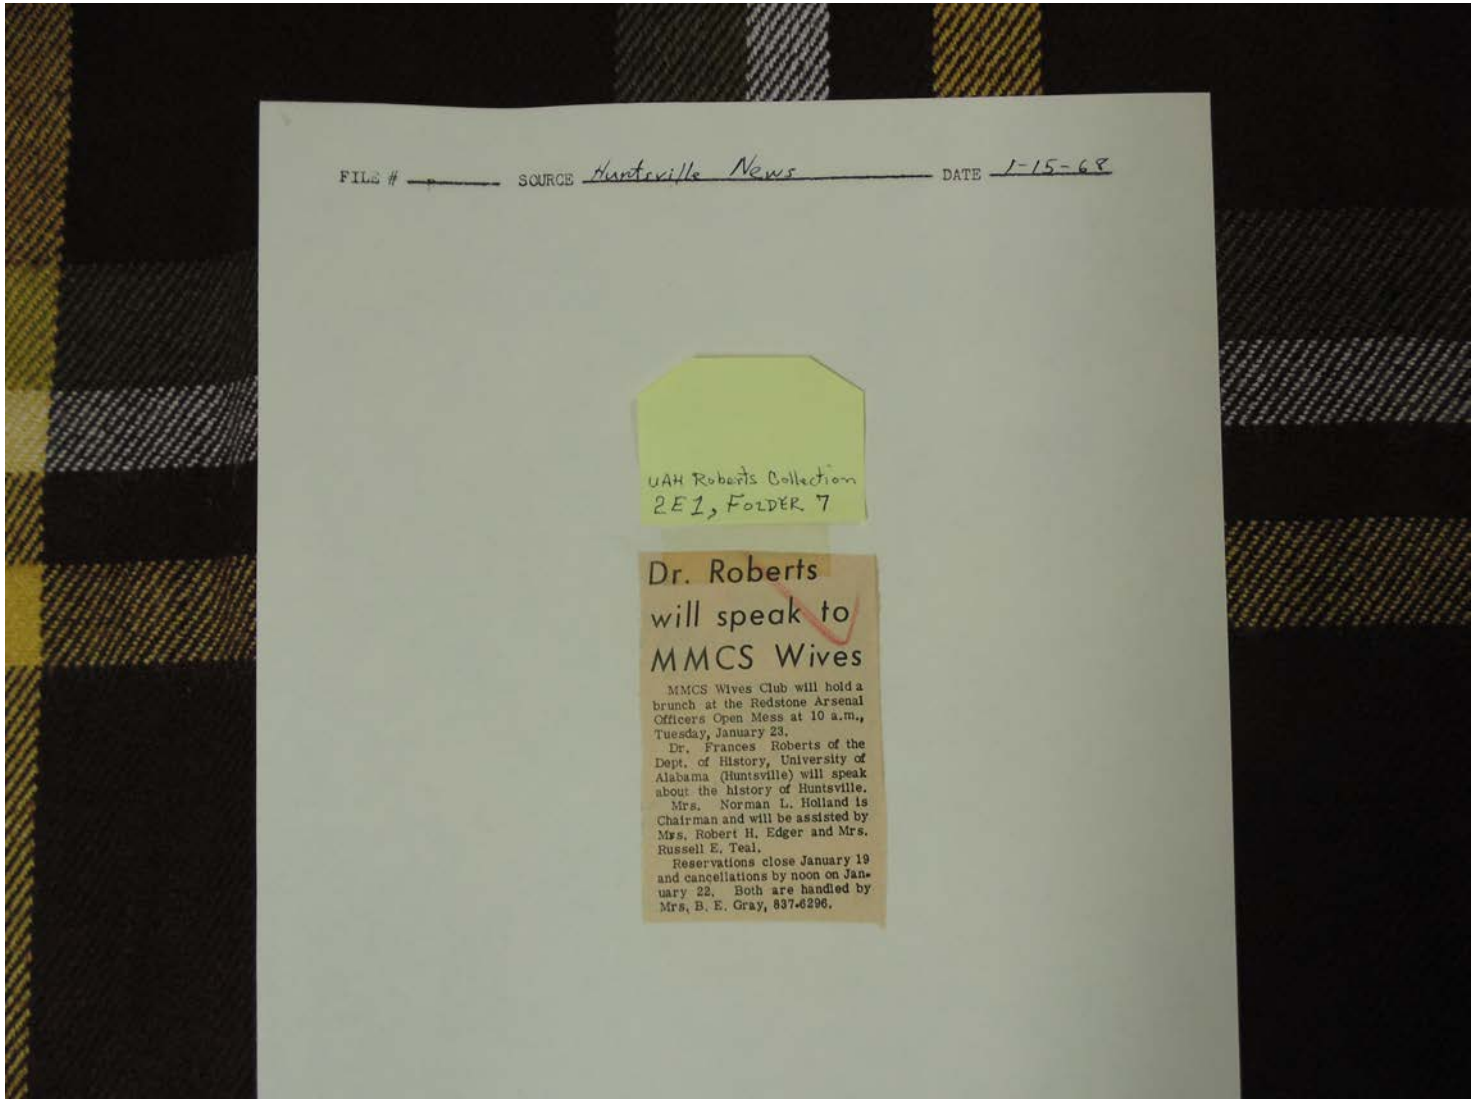 FILE # SOURCE Huntsville News DATE 1-15-68
UAH Roberts Collection
2E1, FOLDER 7
Dr. Roberts
will speak to
MMCS Wives
MMCS Wives Club will hold a
brunch at the Redstone Arsenal
Officers Open Mess at 10 a.m.,
Tuesday, January 23.
Dr. Frances Roberts of the
Dept. of History, University of
Alabama (Huntsville) will speak
about the history of Huntsville.
Mrs. Norman L. Holland is
Chairman and will be assisted by
Mrs. Robert H. Edger and Mrs.
Russell E. Teal.
Reservations close January 19
and cancellations by noon on Jan-
uary 22. Both are handled by
Mrs. B. E. Gray, 837-6296.